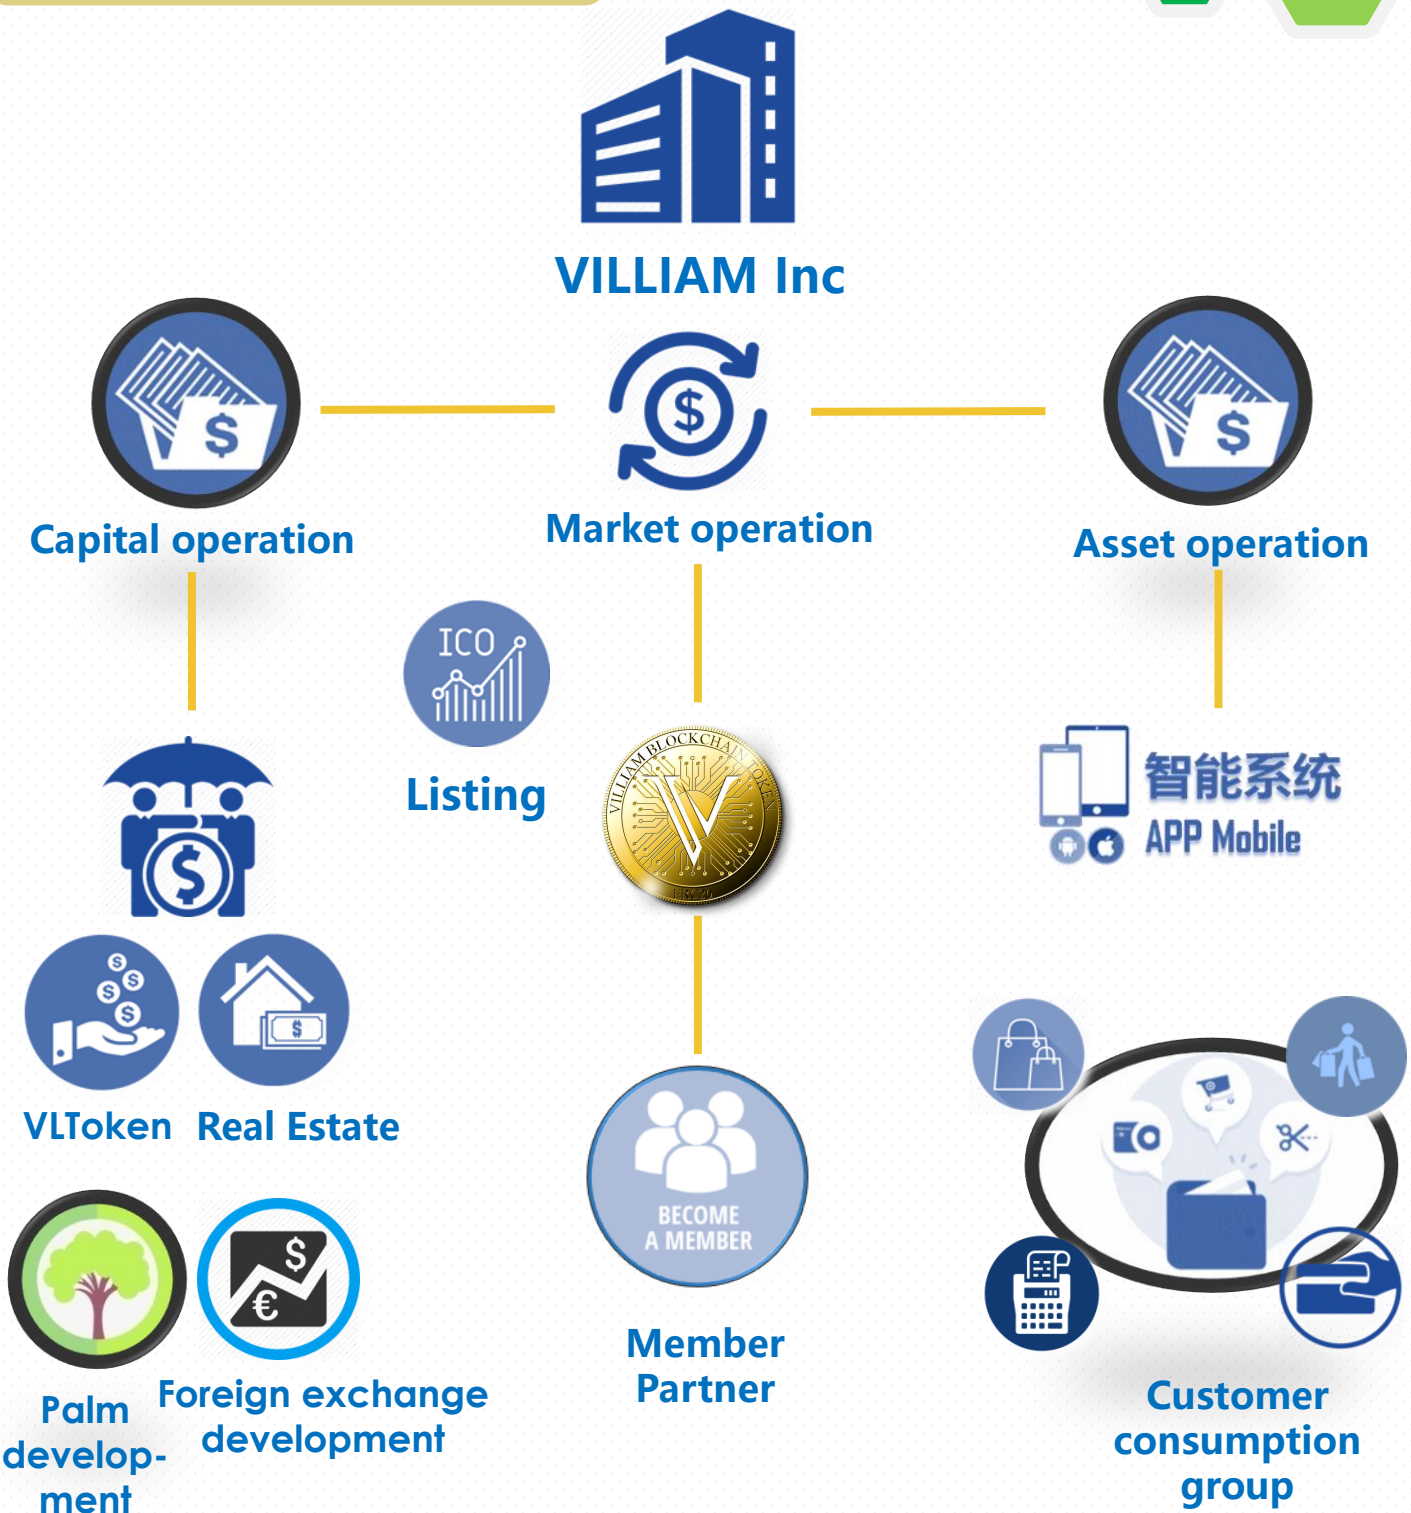 VILLIAM Inc
Capital operation
Market operation
Asset operation
ICO
Listing
VILLIAM BLOCKCHAIN TOKEN
智能系统
APP Mobile
VLToken
Real Estate
BECOME
A MEMBER
Member
Partner
Palm
develop-
ment
Foreign exchange
development
Customer
consumption
group